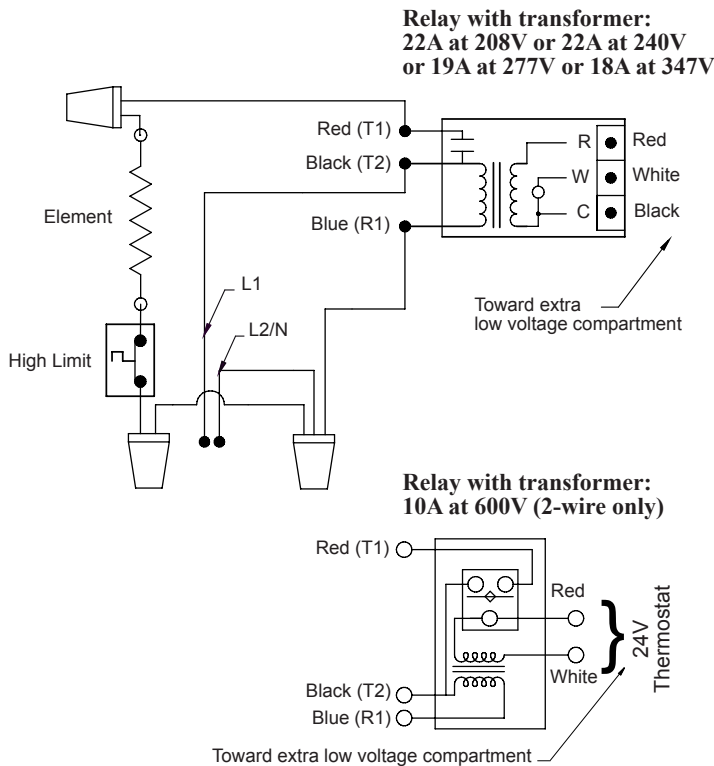 Relay with transformer:
22A at 208V or 22A at 240V
or 19A at 277V or 18A at 347V
Red (T1)
R
Red
Black (T2)
W
White
Element
Blue (R1)
C
Black
L1
Toward extra
low voltage compartment
L2/N
High Limit
Relay with transformer:
10A at 600V (2-wire only)
Red (T1)
Red
24V
Thermostat
White
Black (T2)
Blue (R1)
Toward extra low voltage compartment